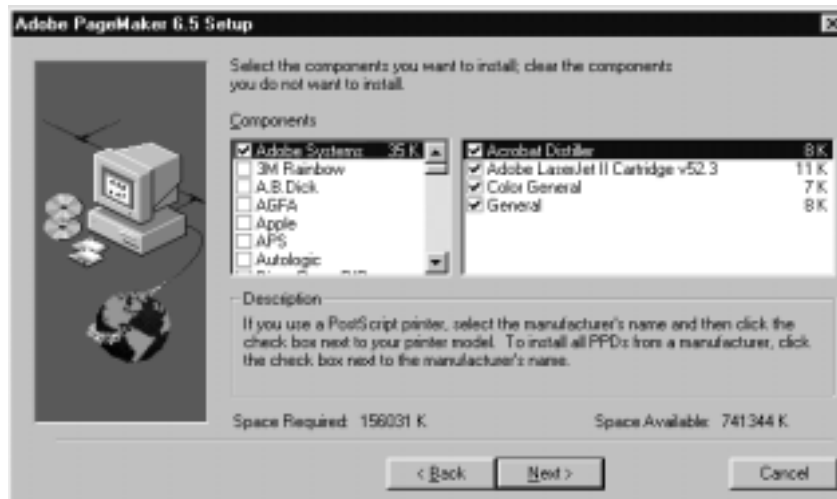 Adobe PageMaker 6.5 Setup
Select the components you want to install; clear the components
you do not want to install.
Components
Adobe Systems 35 K
3M Rainbow
A.B.Dick
AGFA
Apple
APS
Autologic
Acrobat Distiller 8 K
Adobe LaserJet II Cartridge v52.3 11 K
Color General 7 K
General 8 K
Description
If you use a PostScript printer, select the manufacturer's name and then click the
check box next to your printer model. To install all PPDs from a manufacturer, click
the check box next to the manufacturer's name.
Space Required: 156031 K
Space Available: 741344 K
< Back
Next >
Cancel